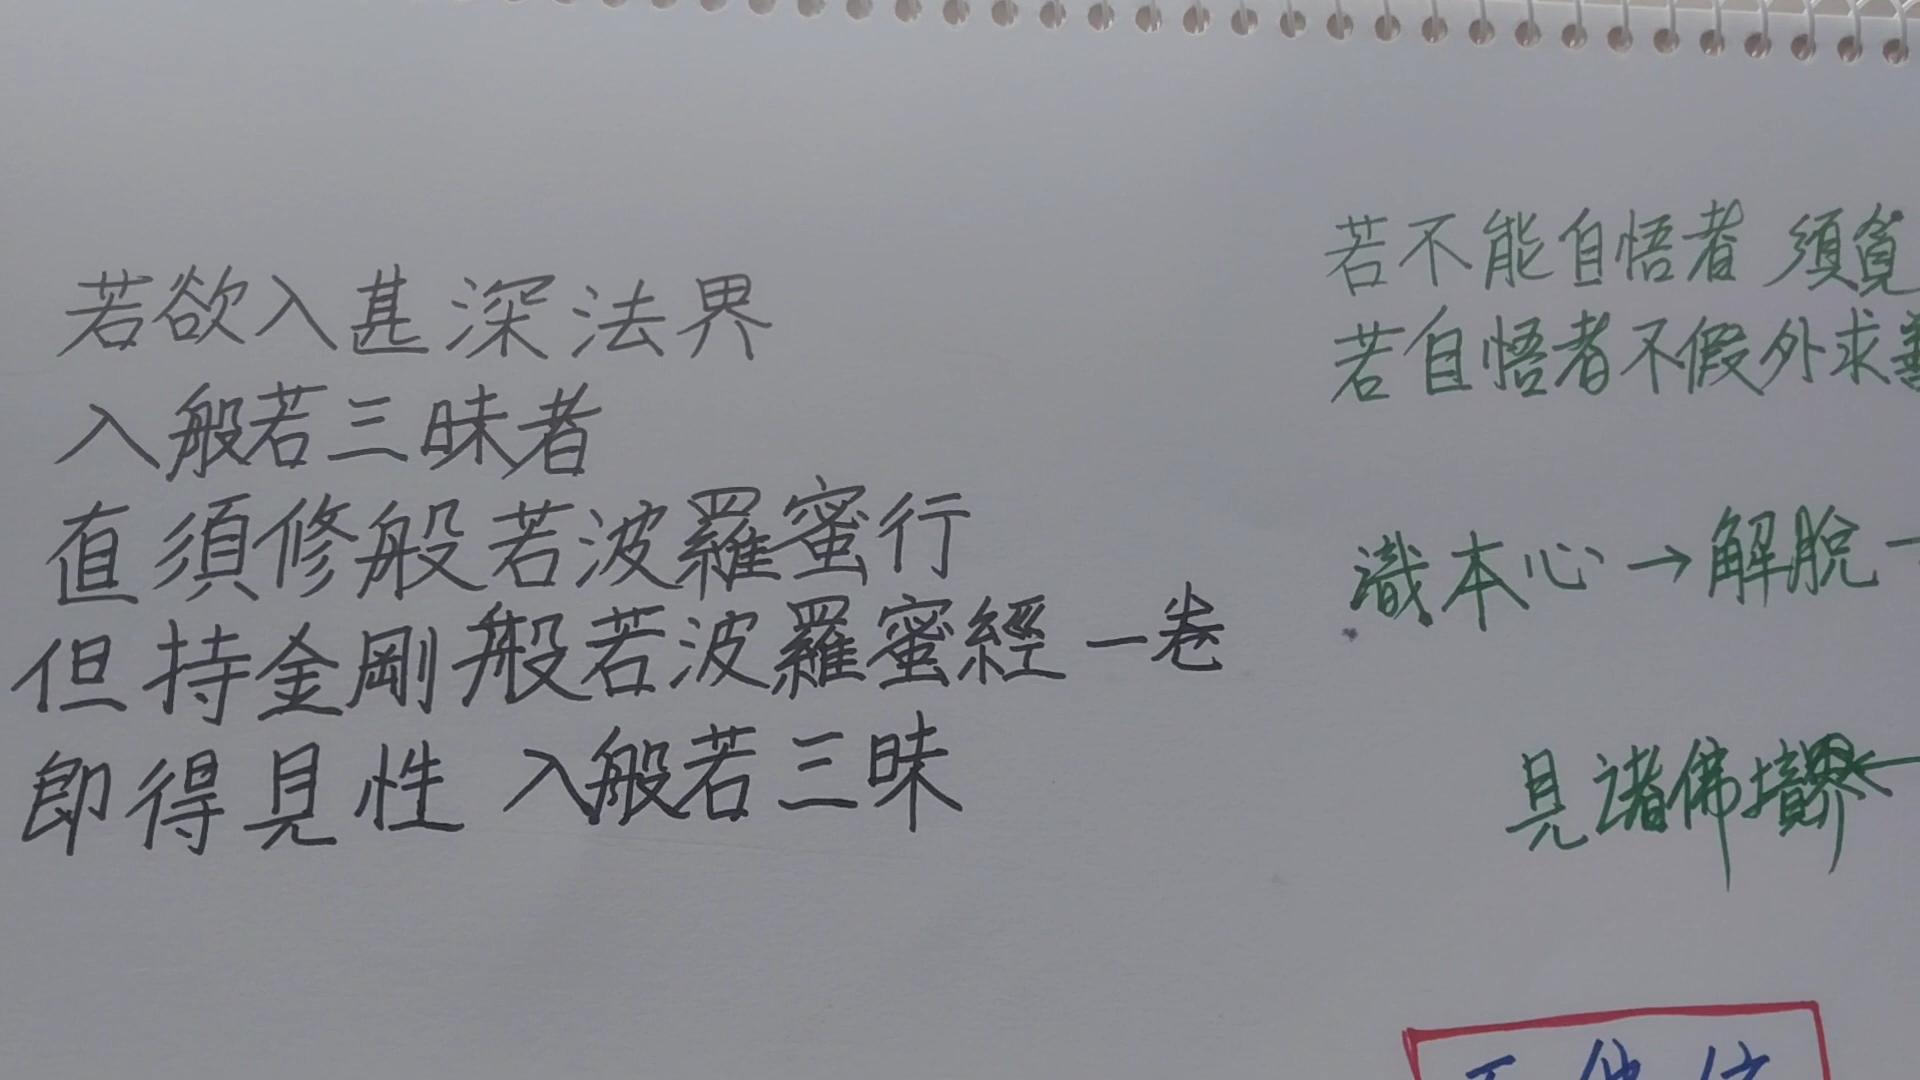 若欲入甚深法界
入般若三昧者
直須修般若波羅蜜行
但持金剛般若波羅蜜經一卷
即得見性 入般若三昧
若不能自悟者 須覓
若自悟者不假外求善
識本心→解脫→
見諸佛境界←